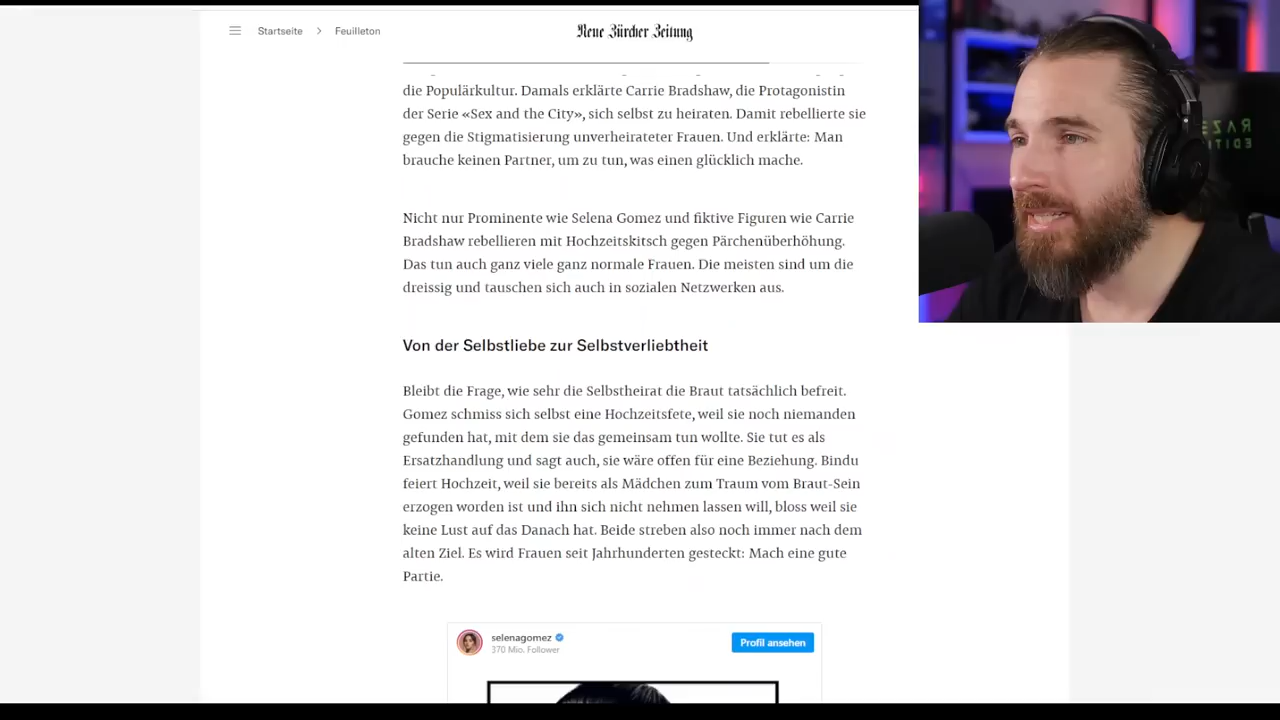 Startseite
Feuilleton
Neue Zürcher Zeitung
die Populärkultur. Damals erklärte Carrie Bradshaw, die Protagonistin
der Serie «Sex and the City», sich selbst zu heiraten. Damit rebellierte sie
gegen die Stigmatisierung unverheirateter Frauen. Und erklärte: Man
brauche keinen Partner, um zu tun, was einen glücklich mache.
Nicht nur Prominente wie Selena Gomez und fiktive Figuren wie Carrie
Bradshaw rebellieren mit Hochzeitskitsch gegen Pärchenüberhöhung.
Das tun auch ganz viele ganz normale Frauen. Die meisten sind um die
dreissig und tauschen sich auch in sozialen Netzwerken aus.
Von der Selbstliebe zur Selbstverliebtheit
Bleibt die Frage, wie sehr die Selbstheirat die Braut tatsächlich befreit.
Gomez schmiss sich selbst eine Hochzeitsfete, weil sie noch niemanden
gefunden hat, mit dem sie das gemeinsam tun wollte. Sie tut es als
Ersatzhandlung und sagt auch, sie wäre offen für eine Beziehung. Bindu
feiert Hochzeit, weil sie bereits als Mädchen zum Traum vom Braut-Sein
erzogen worden ist und ihn sich nicht nehmen lassen will, bloss weil sie
keine Lust auf das Danach hat. Beide streben also noch immer nach dem
alten Ziel. Es wird Frauen seit Jahrhunderten gesteckt: Mach eine gute
Partie.
selenagomez
370 Mio. Follower
Profil ansehen